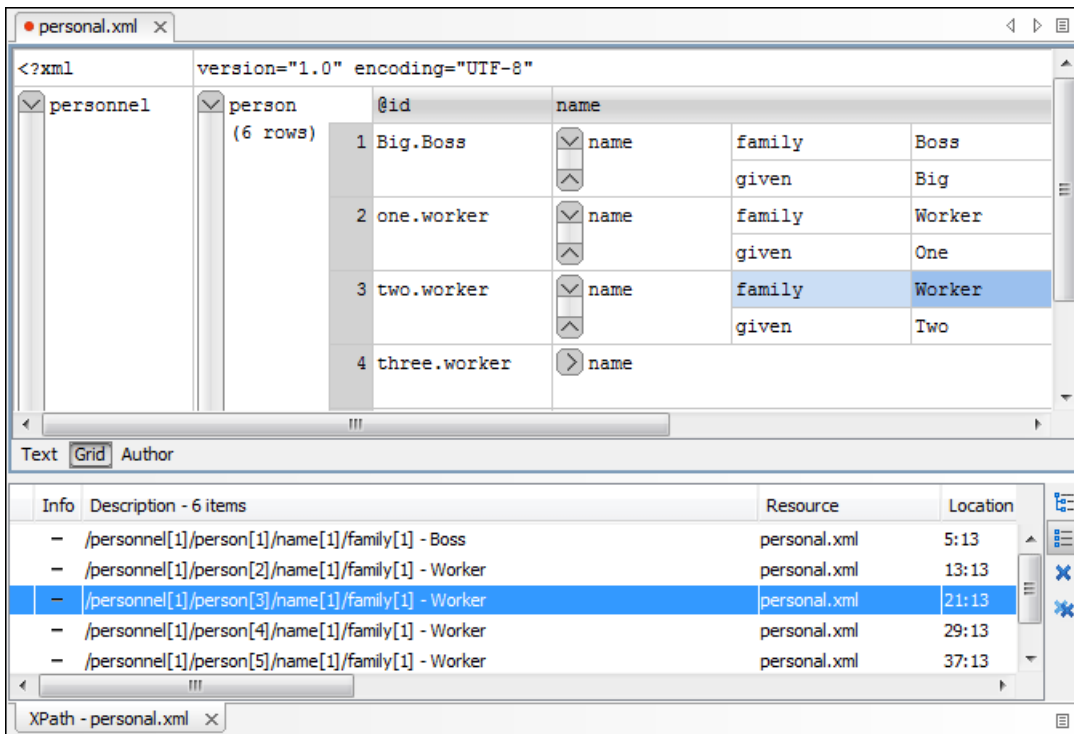 personal.xml
<?xml version="1.0" encoding="UTF-8"
personnel person @id name
(6 rows) 1 Big.Boss name family Boss
given Big
2 one.worker name family Worker
given One
3 two.worker name family Worker
given Two
4 three.worker name
Text Grid Author
Info Description - 6 items Resource Location
/personnel[1]/person[1]/name[1]/family[1] - Boss personal.xml 5:13
/personnel[1]/person[2]/name[1]/family[1] - Worker personal.xml 13:13
/personnel[1]/person[3]/name[1]/family[1] - Worker personal.xml 21:13
/personnel[1]/person[4]/name[1]/family[1] - Worker personal.xml 29:13
/personnel[1]/person[5]/name[1]/family[1] - Worker personal.xml 37:13
XPath - personal.xml